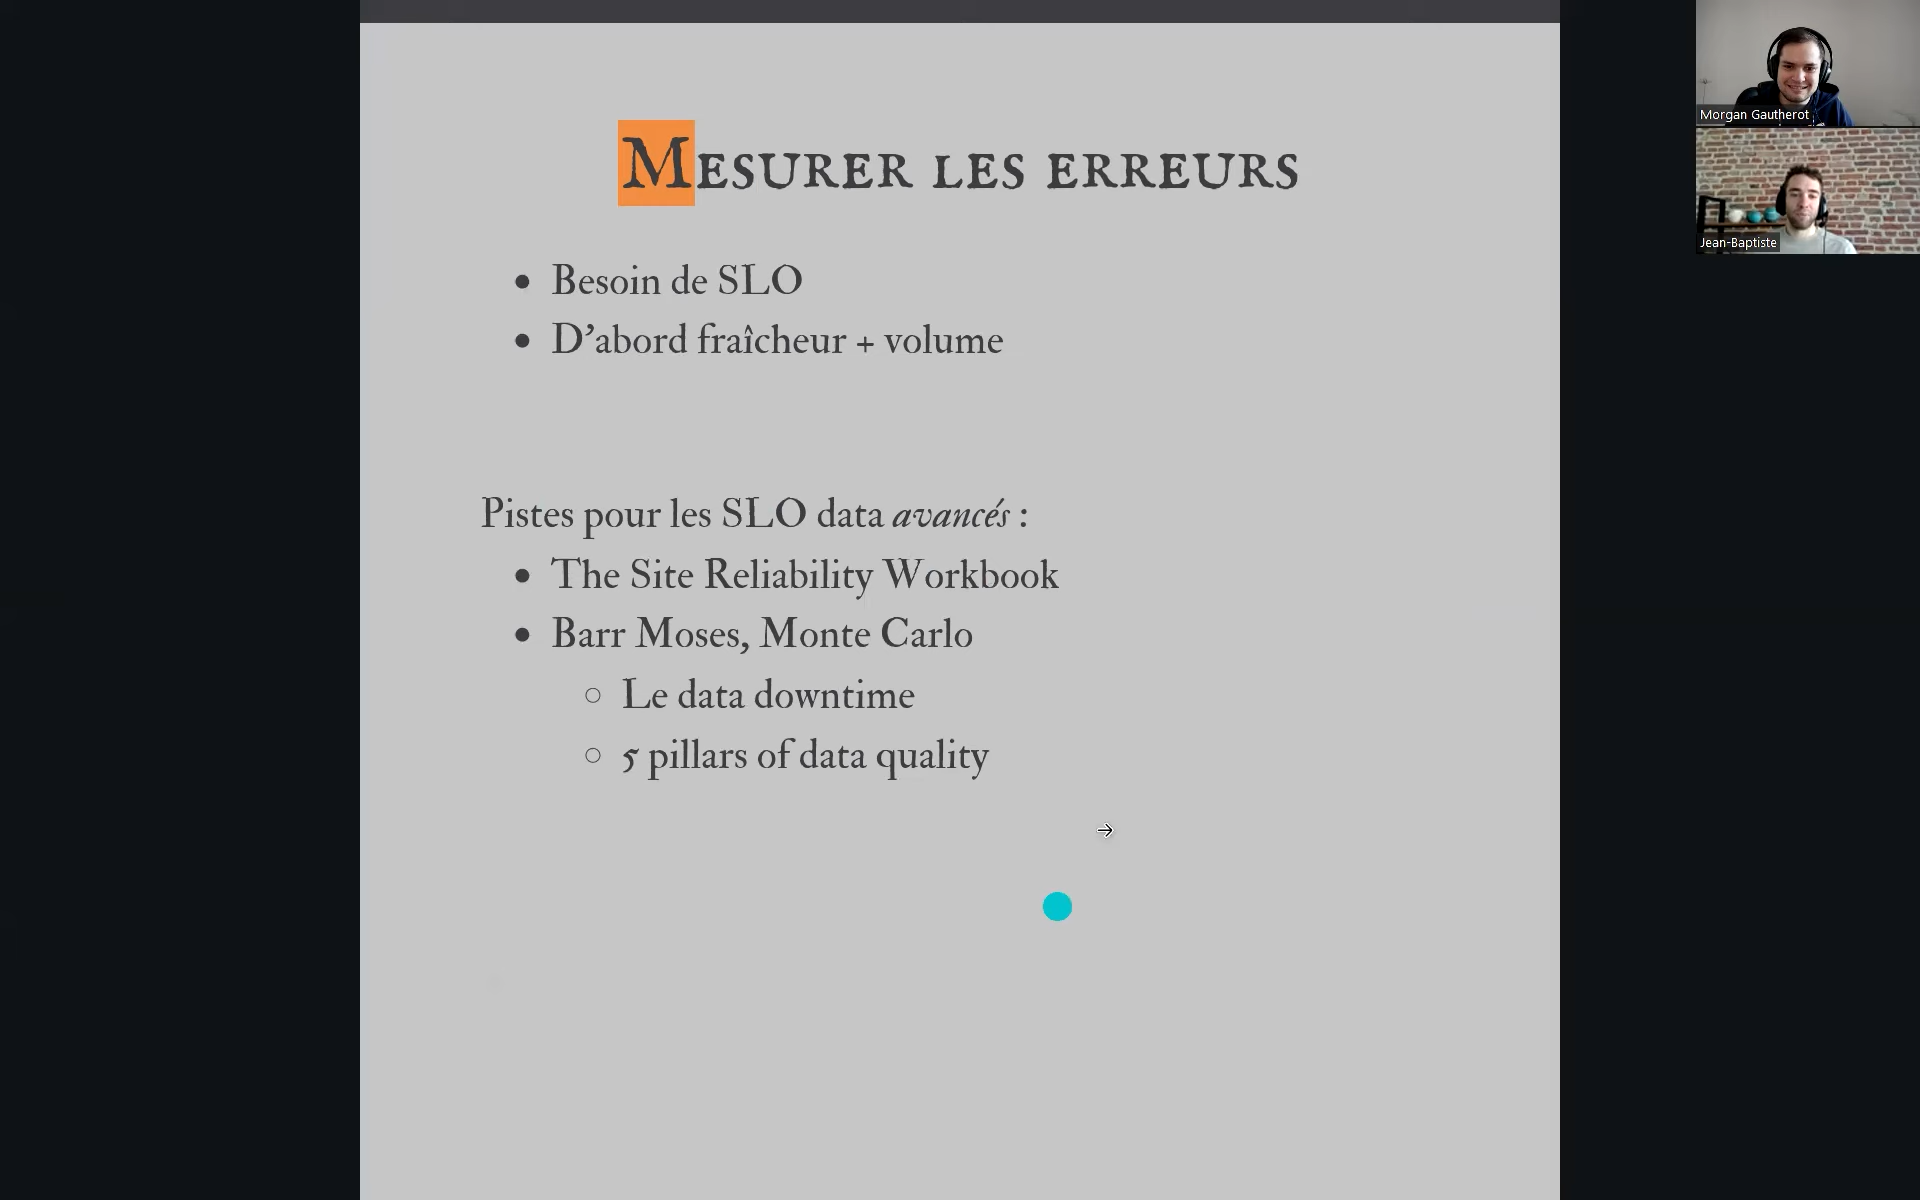 Mesurer les erreurs
• Besoin de SLO
• D’abord fraîcheur + volume
Pistes pour les SLO data avancés :
• The Site Reliability Workbook
• Barr Moses, Monte Carlo
○ Le data downtime
○ 5 pillars of data quality
Morgan Gautherot
Jean-Baptiste